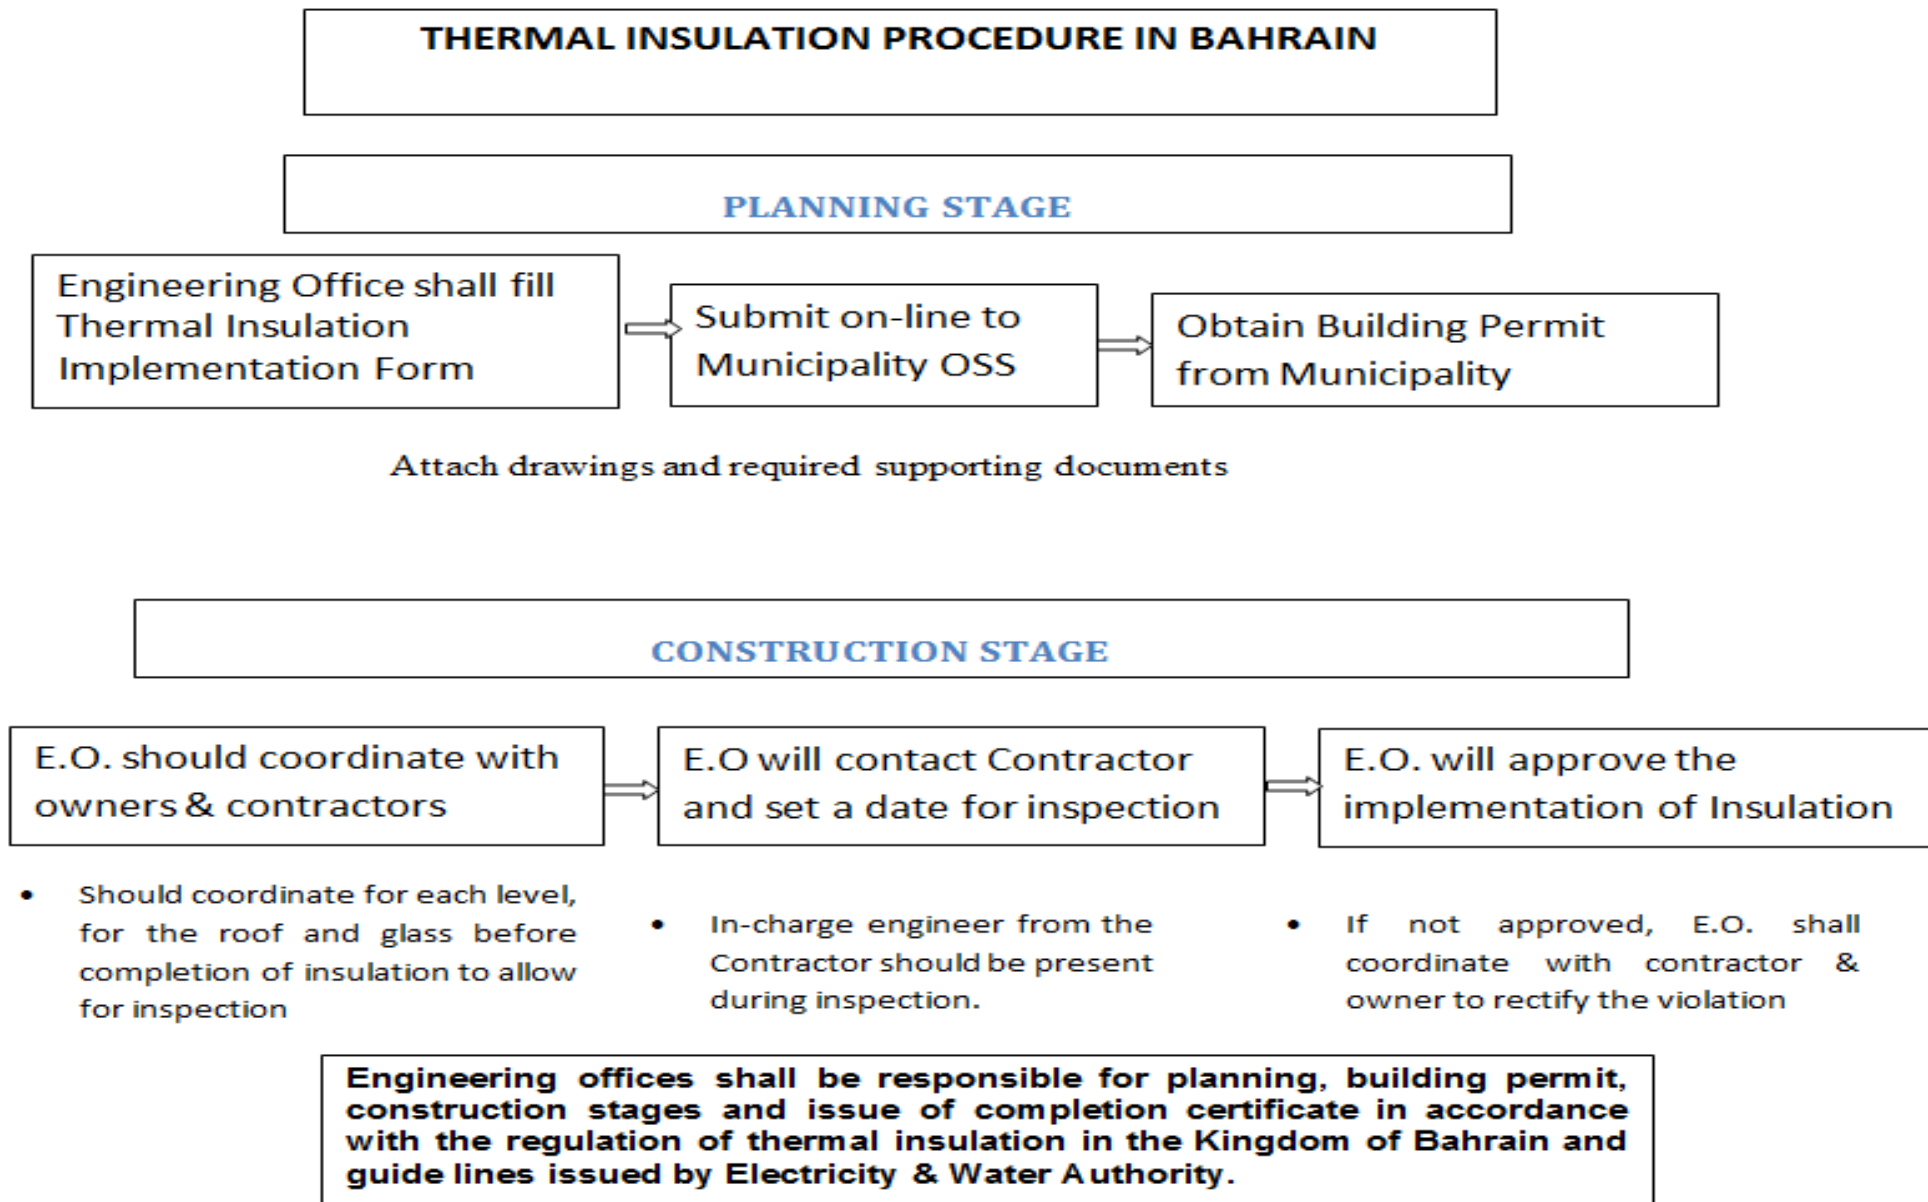 THERMAL INSULATION PROCEDURE IN BAHRAIN
PLANNING STAGE
Engineering Office shall fill
Thermal Insulation
Implementation Form
Submit on-line to
Municipality OSS
Obtain Building Permit
from Municipality
Attach drawings and required supporting documents
CONSTRUCTION STAGE
E.O. should coordinate with
owners & contractors
E.O will contact Contractor
and set a date for inspection
E.O. will approve the
implementation of Insulation
• Should coordinate for each level,
for the roof and glass before
completion of insulation to allow
for inspection
• In-charge engineer from the
Contractor should be present
during inspection.
• If not approved, E.O. shall
coordinate with contractor &
owner to rectify the violation
Engineering offices shall be responsible for planning, building permit,
construction stages and issue of completion certificate in accordance
with the regulation of thermal insulation in the Kingdom of Bahrain and
guide lines issued by Electricity & Water Authority.